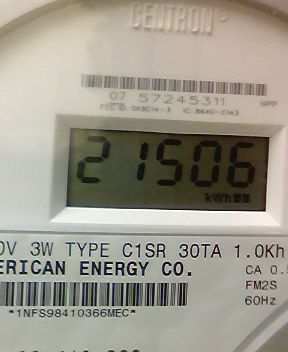 CENTRON
07 57245311
21506
kWh
0V 3W TYPE C1SR 30TA 1.0Kh
ERICAN ENERGY CO.
CA 0.5
FM2S
60Hz
*1NFS98410366MEC*